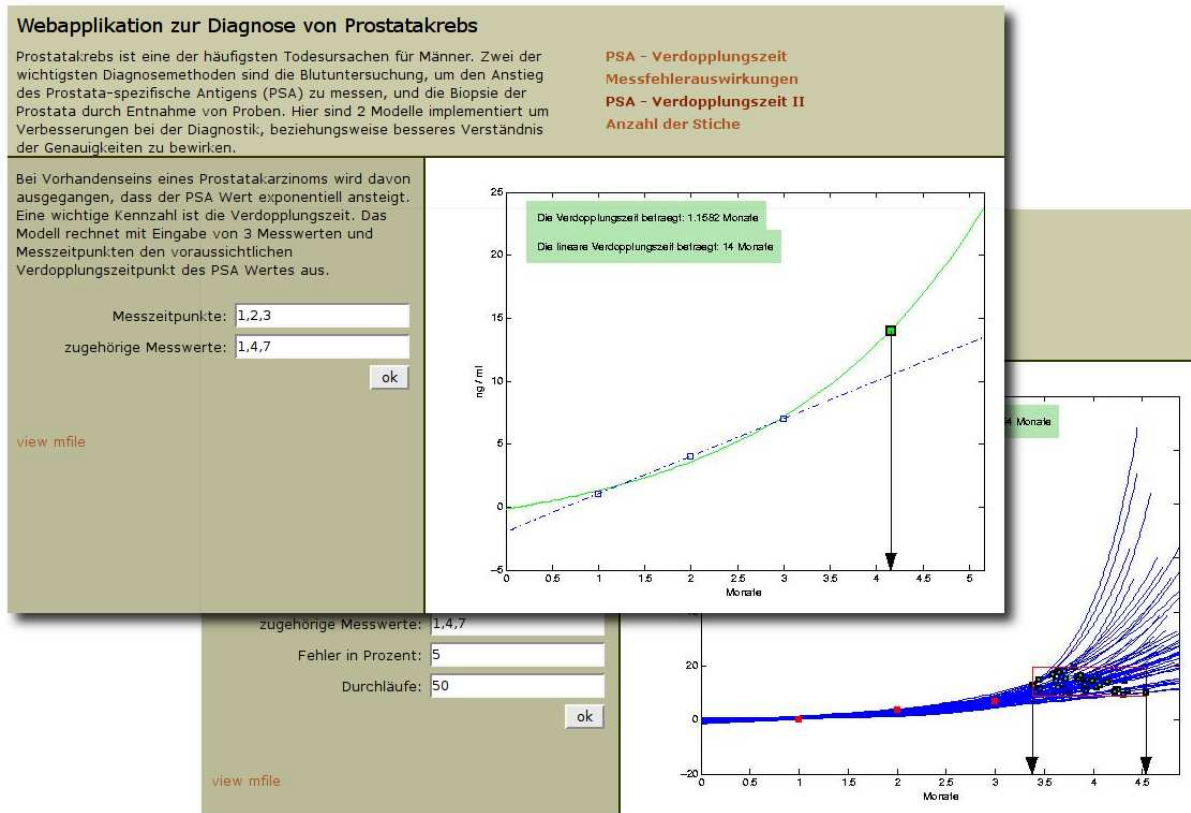 Webapplikation zur Diagnose von Prostatakrebs
Prostatakrebs ist eine der häufigsten Todesursachen für Männer. Zwei der
wichtigsten Diagnosemethoden sind die Blutuntersuchung, um den Anstieg
des Prostata-spezifische Antigens (PSA) zu messen, und die Biopsie der
Prostata durch Entnahme von Proben. Hier sind 2 Modelle implementiert um
Verbesserungen bei der Diagnostik, beziehungsweise besseres Verständnis
der Genauigkeiten zu bewirken.
PSA - Verdopplungszeit
Messfehlerauswirkungen
PSA - Verdopplungszeit II
Anzahl der Stiche
Bei Vorhandenseins eines Prostatakarzinoms wird davon
ausgegangen, dass der PSA Wert exponentiell ansteigt.
Eine wichtige Kennzahl ist die Verdopplungszeit. Das
Modell rechnet mit Eingabe von 3 Messwerten und
Messzeitpunkten den voraussichtlichen
Verdopplungszeitpunkt des PSA Wertes aus.
Messzeitpunkte: 1,2,3
zugehörige Messwerte: 1,4,7
ok
view mfile
Die Verdopplungszeit betraegt: 1.1582 Monate
Die lineare Verdopplungszeit betraegt: 14 Monate
25
20
15
10
5
0
-5
ng / ml
0 0.5 1 1.5 2 2.5 3 3.5 4 4.5 5
Monate
zugehörige Messwerte: 1,4,7
Fehler in Prozent: 5
Durchläufe: 50
ok
view mfile
4 Monate
20
0
-20
0 0.5 1 1.5 2 2.5 3 3.5 4 4.5
Monate